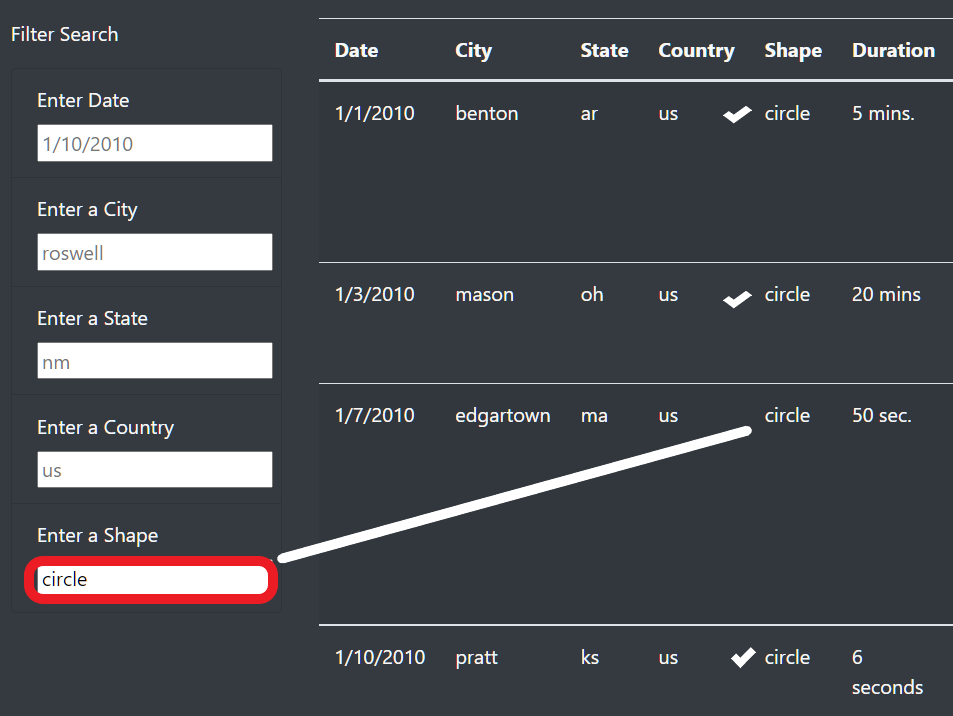 Filter Search
Enter Date
1/10/2010
Enter a City
roswell
Enter a State
nm
Enter a Country
us
Enter a Shape
circle
Date City State Country Shape Duration
1/1/2010 benton ar us circle 5 mins.
1/3/2010 mason oh us circle 20 mins
1/7/2010 edgartown ma us circle 50 sec.
1/10/2010 pratt ks us circle 6
seconds